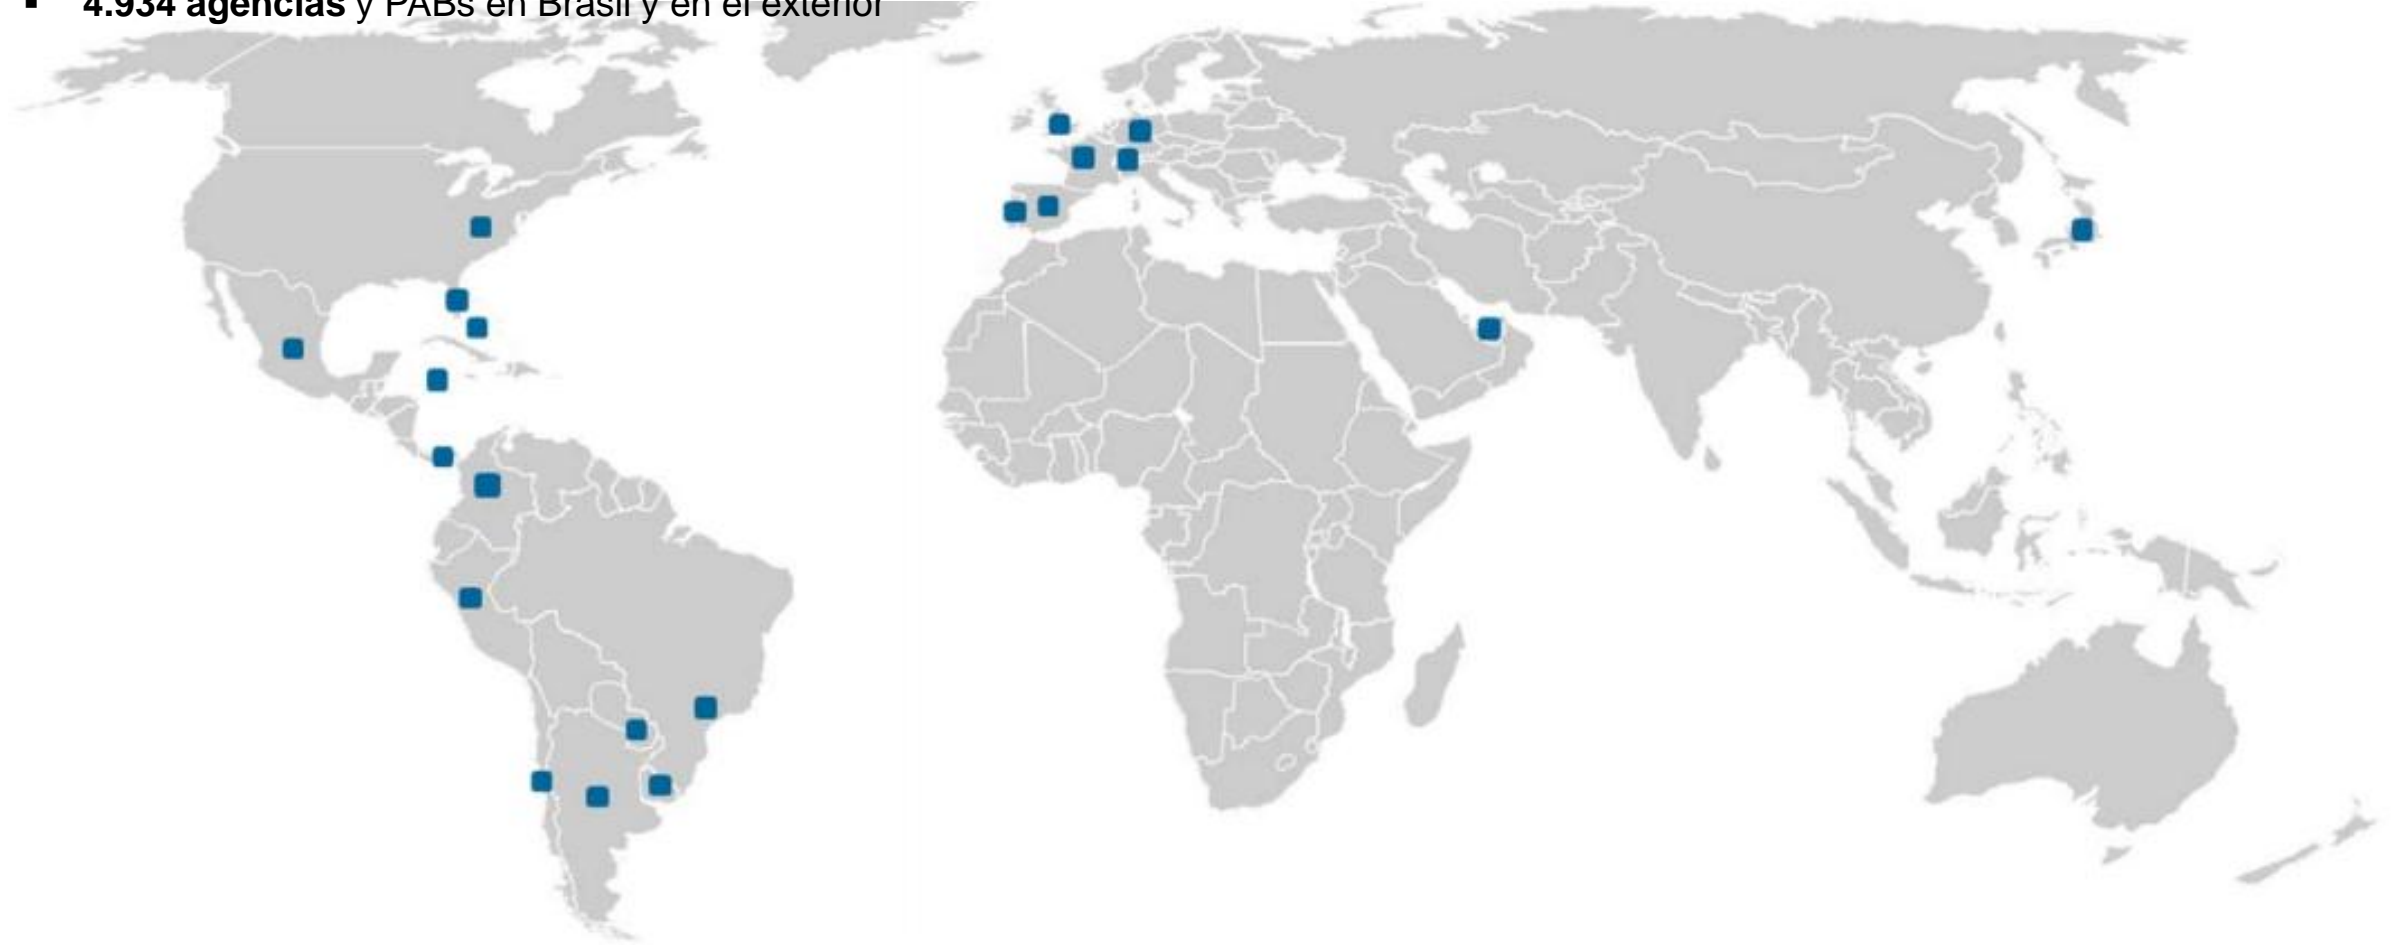 ▪ 4.934 agencias y PABs en Brasil y en el exterior